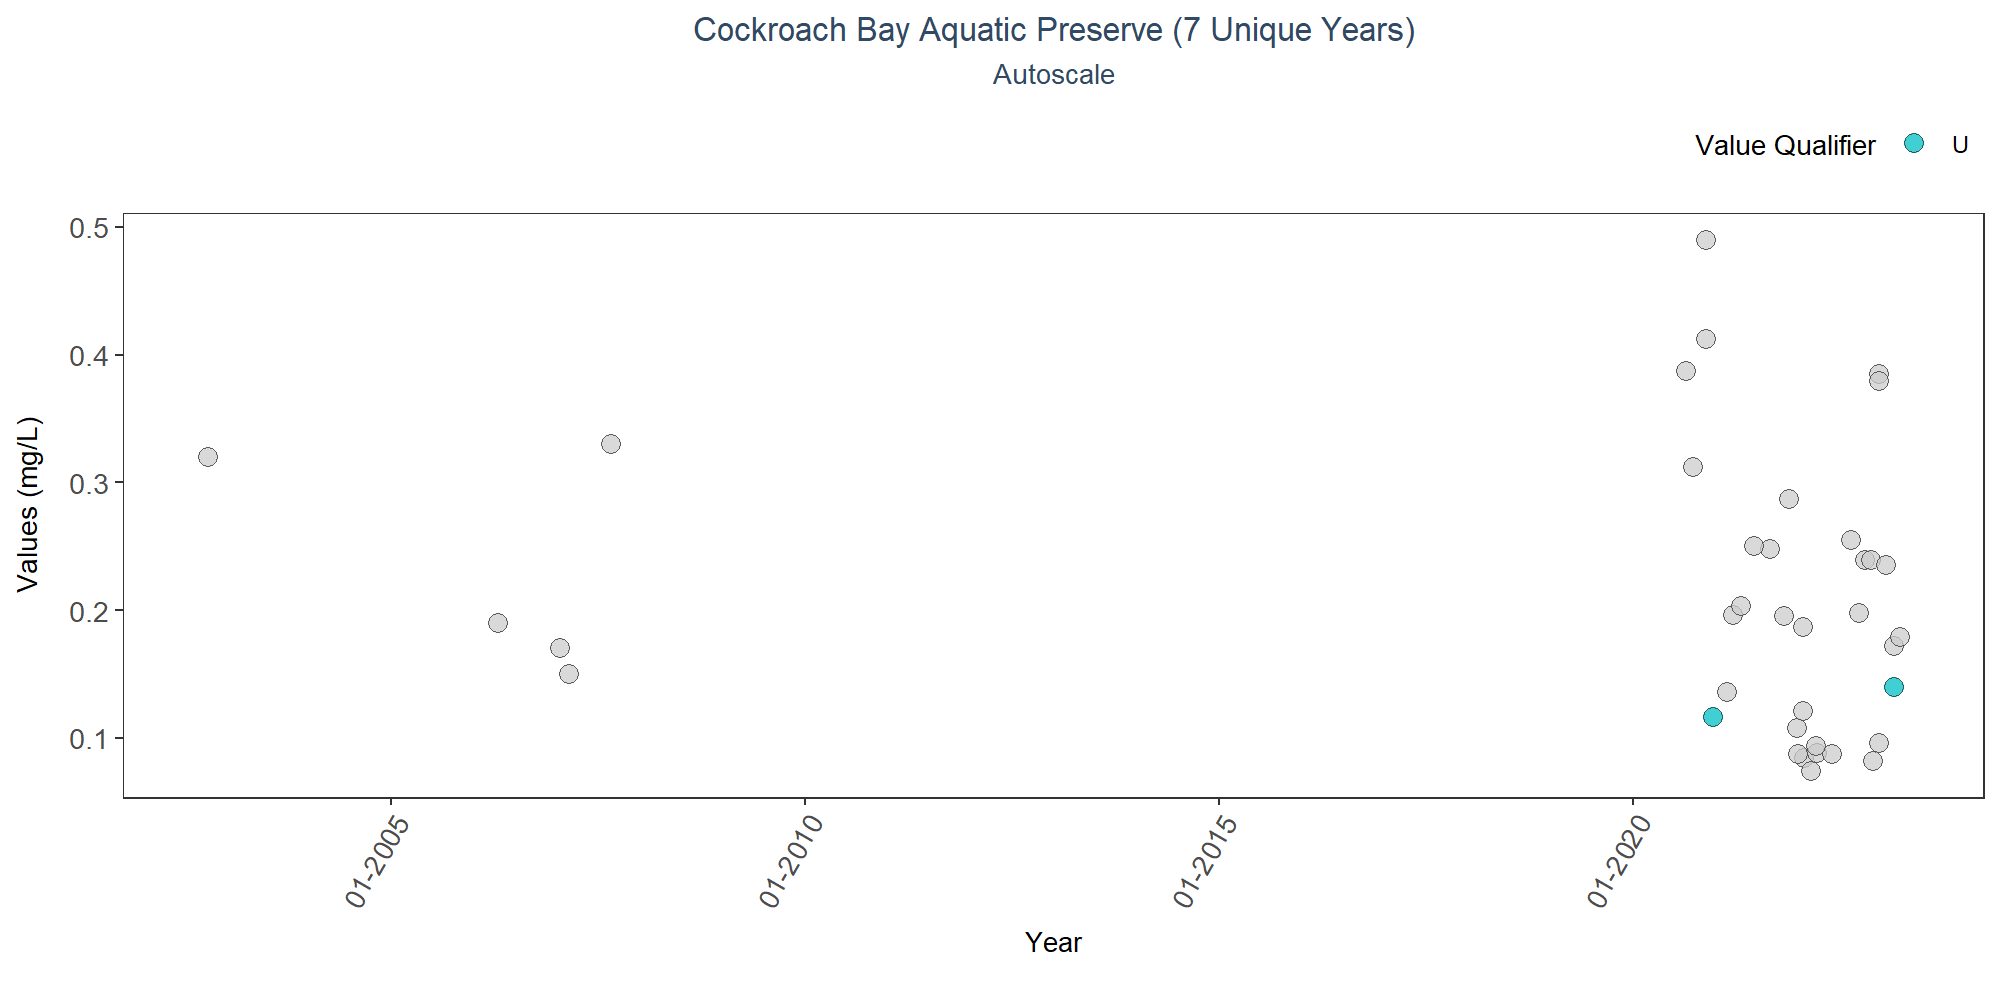 Cockroach Bay Aquatic Preserve (7 Unique Years)
Autoscale
Value Qualifier U
0.5
0.4
0.3
0.2
0.1
Values (mg/L)
01-2005
01-2010
01-2015
01-2020
Year